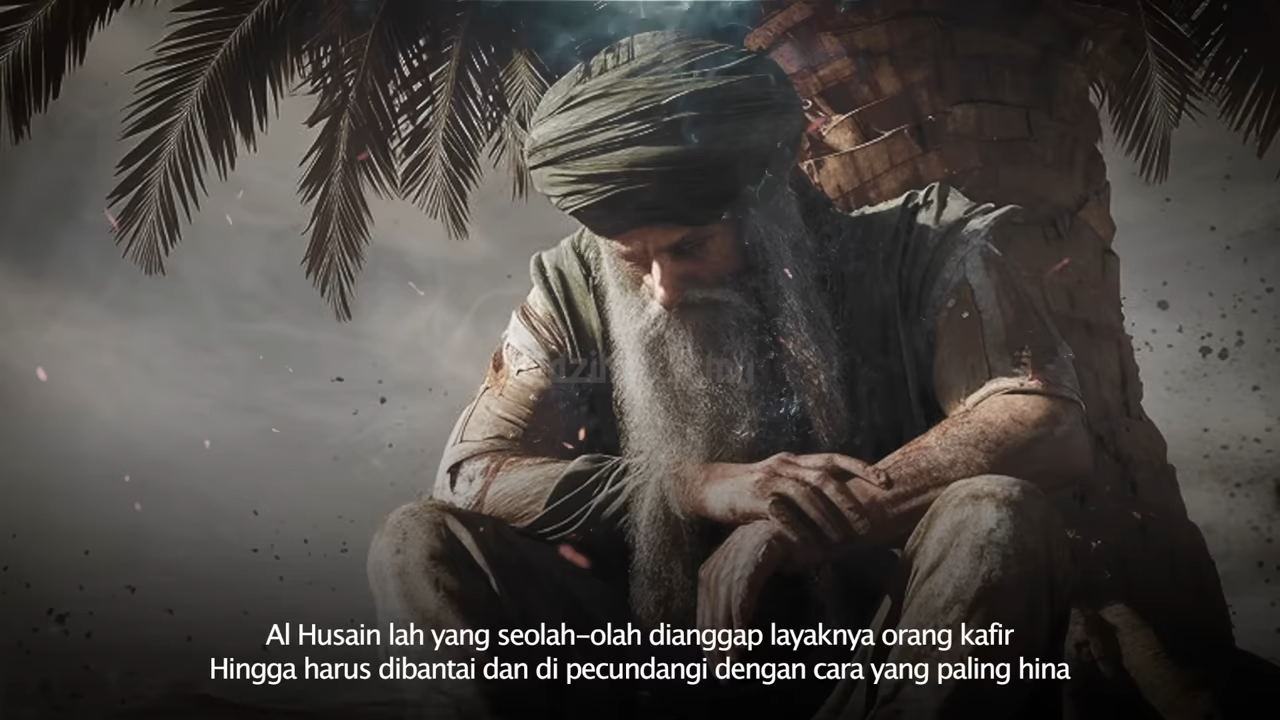 Al Husain lah yang seolah-olah dianggap layaknya orang kafir
Hingga harus dibantai dan di pecundangi dengan cara yang paling hina